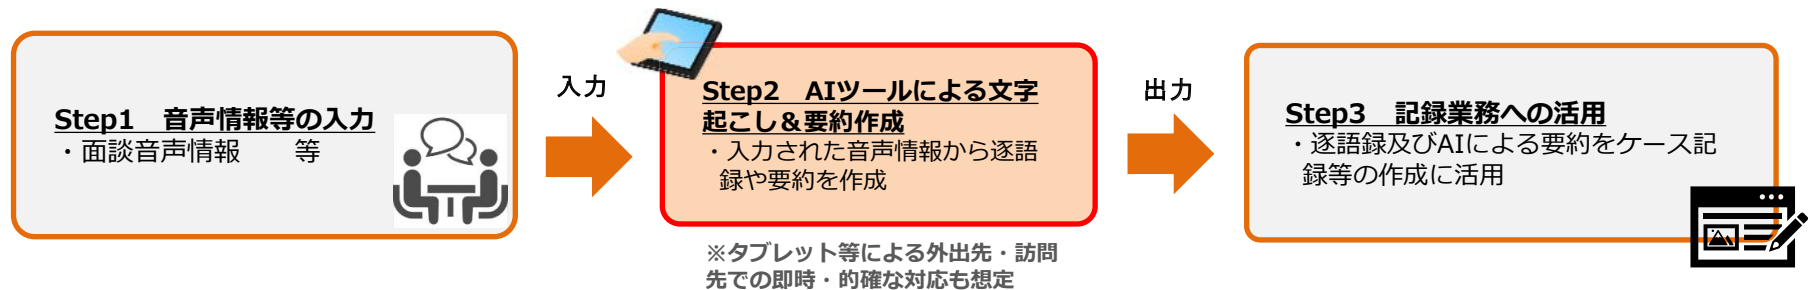 Step1　音声情報等の入力
・面談音声情報　　等
入力
Step2　AIツールによる文字
起こし＆要約作成
・入力された音声情報から逐語
録や要約を作成
※タブレット等による外出先・訪問
先での即時・的確な対応も想定
出力
Step3　記録業務への活用
・逐語録及びAIによる要約をケース記
録等の作成に活用